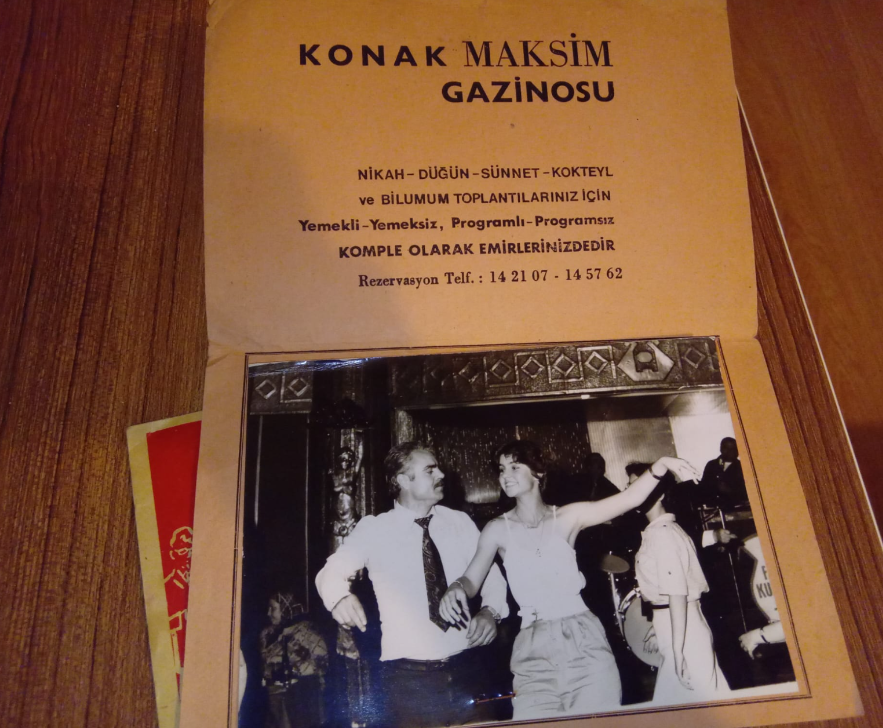 KONAK MAKSİM
GAZİNOSU
NİKAH-DÜĞÜN-SÜNNET-KOKTEYL
ve BİLUMUM TOPLANTILARINIZ İÇİN
Yemekli-Yemeksiz, Programlı-Programsız
KOMPLE OLARAK EMİRLERİNİZDEDİR
Rezervasyon Telf. : 14 21 07 - 14 57 62